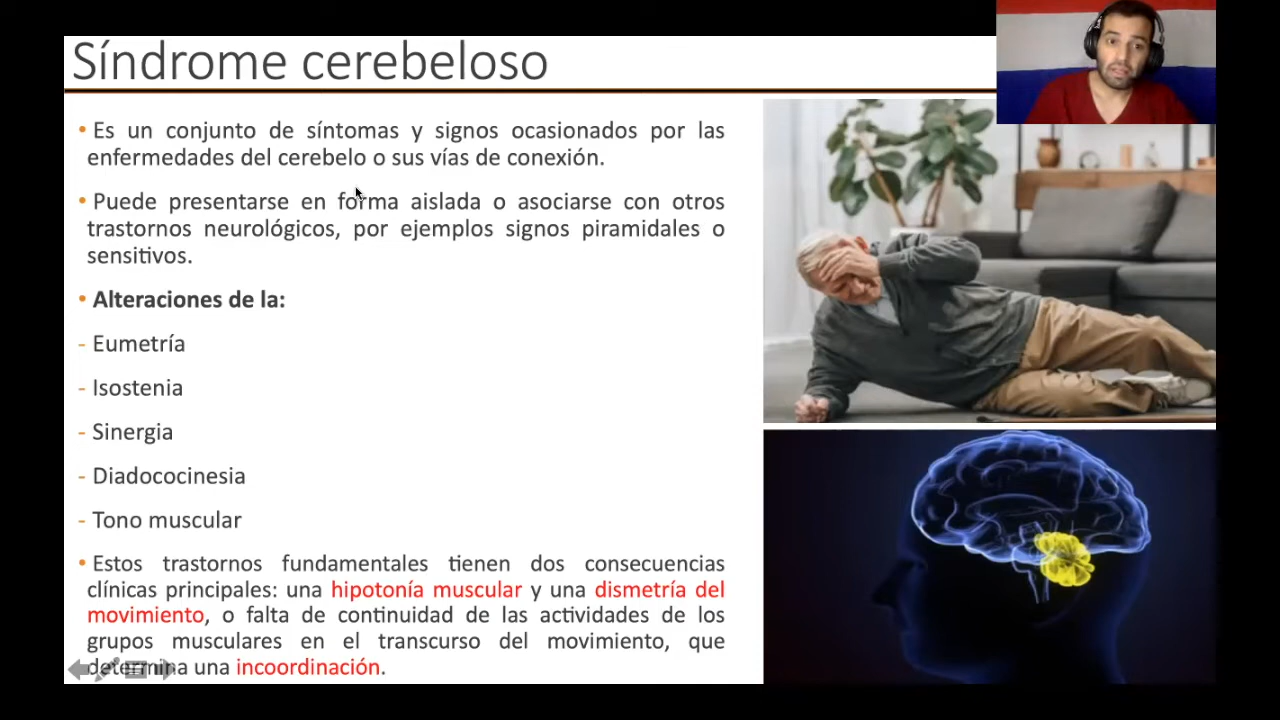 Síndrome cerebeloso
• Es un conjunto de síntomas y signos ocasionados por las
enfermedades del cerebelo o sus vías de conexión.
• Puede presentarse en forma aislada o asociarse con otros
trastornos neurológicos, por ejemplos signos piramidales o
sensitivos.
• Alteraciones de la:
- Eumetría
- Isostenia
- Sinergia
- Diadococinesia
- Tono muscular
• Estos trastornos fundamentales tienen dos consecuencias
clínicas principales: una hipotonía muscular y una dismetría del
movimiento, o falta de continuidad de las actividades de los
grupos musculares en el transcurso del movimiento, que
determina una incoordinación.